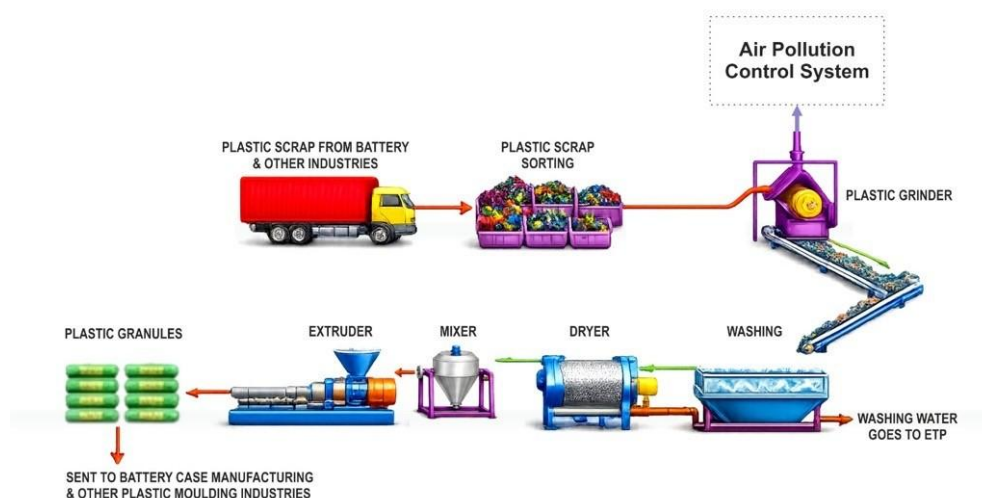 Air Pollution
Control System
PLASTIC SCRAP FROM BATTERY
& OTHER INDUSTRIES
PLASTIC SCRAP
SORTING
PLASTIC GRINDER
PLASTIC GRANULES
EXTRUDER
MIXER
DRYER
WASHING
WASHING WATER
GOES TO ETP
SENT TO BATTERY CASE MANUFACTURING
& OTHER PLASTIC MOULDING INDUSTRIES